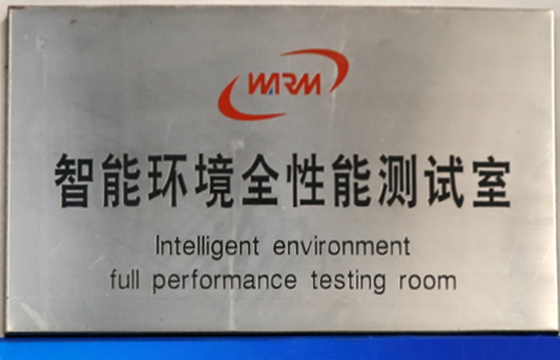 WARM
智能环境全性能测试室
Intelligent environment
full performance testing room